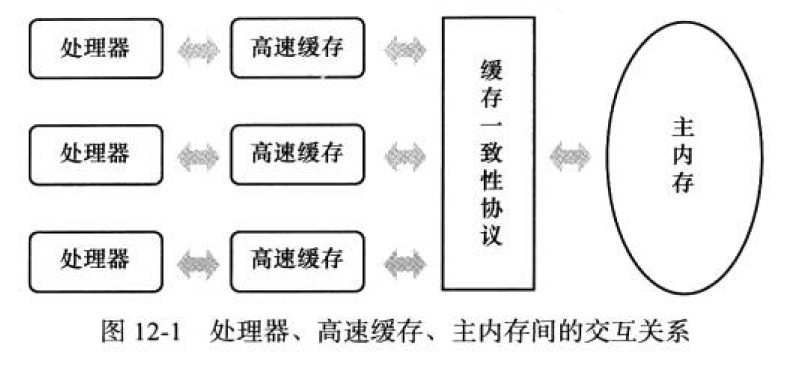 处理器
高速缓存
处理器
高速缓存
处理器
高速缓存
缓存一致性协议
主内存
图 12-1 处理器、高速缓存、主内存间的交互关系